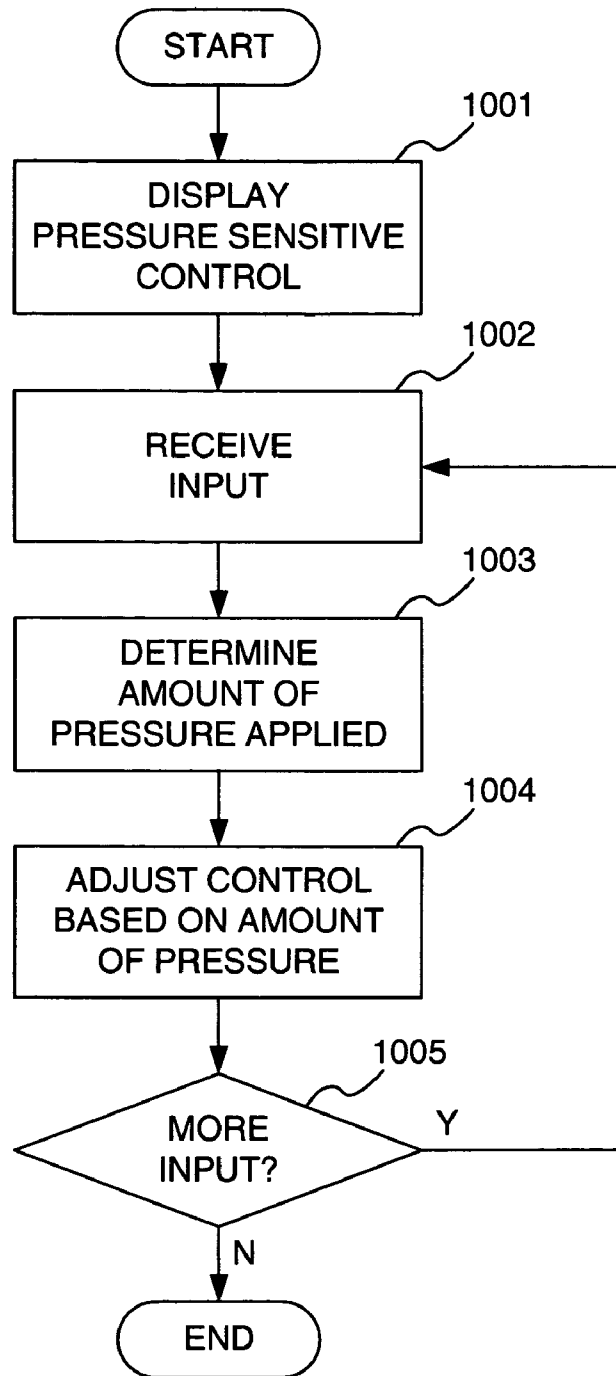 START
1001
DISPLAY
PRESSURE SENSITIVE
CONTROL
1002
RECEIVE
INPUT
1003
DETERMINE
AMOUNT OF
PRESSURE APPLIED
1004
ADJUST CONTROL
BASED ON AMOUNT
OF PRESSURE
1005
MORE
INPUT?
Y
N
END